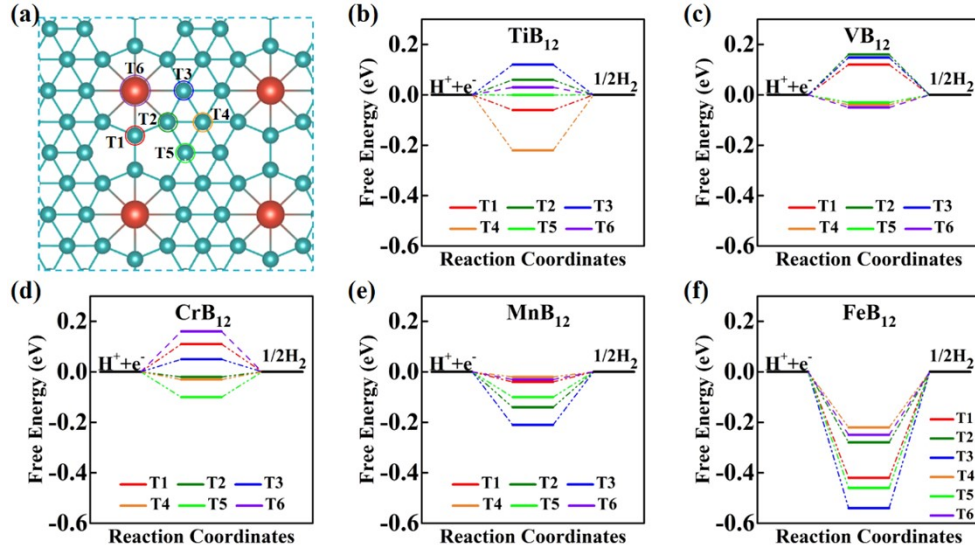 (a)
T6
T3
T2
T4
T1
T5
(b)
TiB₁₂
Free Energy (eV)
0.2
0.0
-0.2
-0.4
-0.6
H⁺+e⁻
1/2H₂
T1 T2 T3
T4 T5 T6
Reaction Coordinates
(c)
VB₁₂
Free Energy (eV)
0.2
0.0
-0.2
-0.4
-0.6
H⁺+e⁻
1/2H₂
T1 T2 T3
T4 T5 T6
Reaction Coordinates
(d)
CrB₁₂
Free Energy (eV)
0.2
0.0
-0.2
-0.4
-0.6
H⁺+e⁻
1/2H₂
T1 T2 T3
T4 T5 T6
Reaction Coordinates
(e)
MnB₁₂
Free Energy (eV)
0.2
0.0
-0.2
-0.4
-0.6
H⁺+e⁻
1/2H₂
T1 T2 T3
T4 T5 T6
Reaction Coordinates
(f)
FeB₁₂
Free Energy (eV)
0.2
0.0
-0.2
-0.4
-0.6
H⁺+e⁻
1/2H₂
T1
T2
T3
T4
T5
T6
Reaction Coordinates